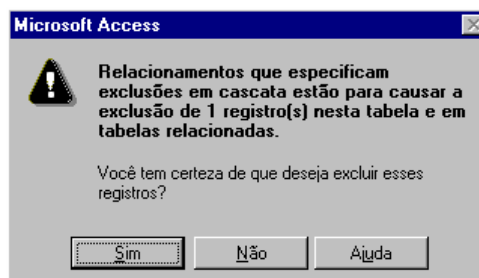 Microsoft Access
Relacionamentos que especificam
exclusões em cascata estão para causar a
exclusão de 1 registro(s) nesta tabela e em
tabelas relacionadas.
Você tem certeza de que deseja excluir esses
registros?
Sim Não Ajuda